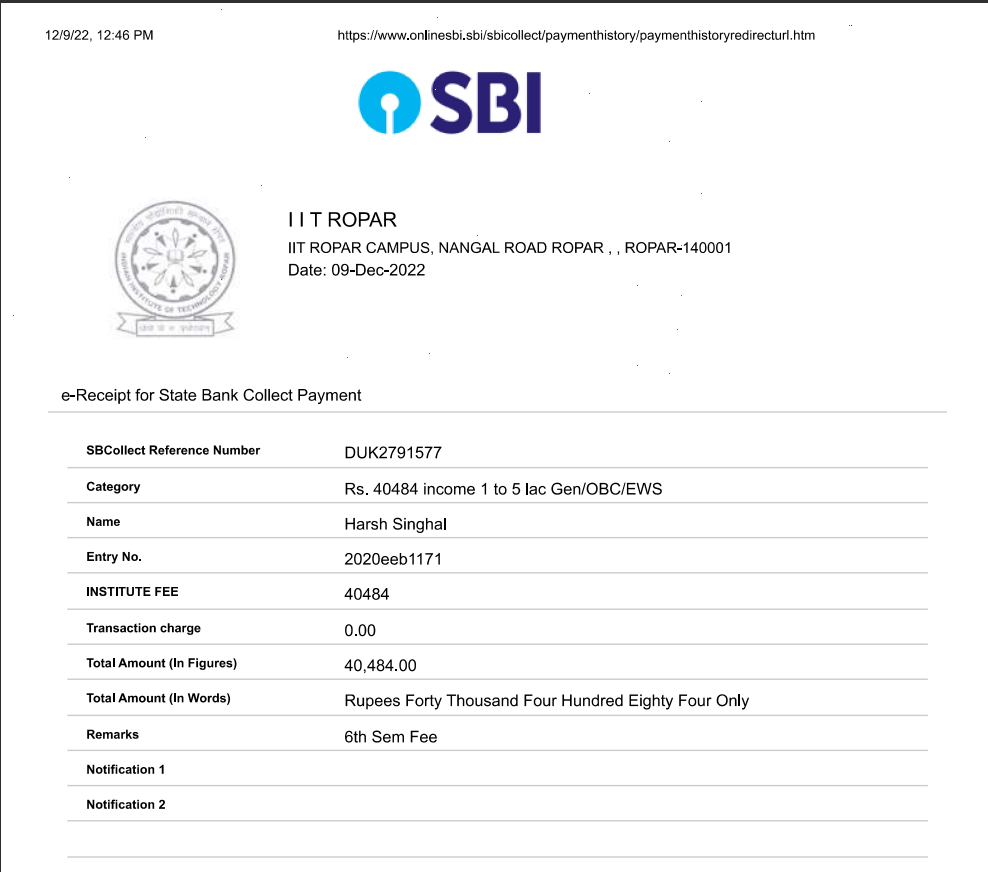 12/9/22, 12:46 PM https://www.onlinesbi.sbi/sbicollect/paymenthistory/paymenthistoryredirecturl.htm
SBI
I I T ROPAR
IIT ROPAR CAMPUS, NANGAL ROAD ROPAR , , ROPAR-140001
Date: 09-Dec-2022
INDIAN INSTITUTE OF TECHNOLOGY ROPAR
e-Receipt for State Bank Collect Payment
SBCollect Reference Number DUK2791577
Category Rs. 40484 income 1 to 5 lac Gen/OBC/EWS
Name Harsh Singhal
Entry No. 2020eeb1171
INSTITUTE FEE 40484
Transaction charge 0.00
Total Amount (In Figures) 40,484.00
Total Amount (In Words) Rupees Forty Thousand Four Hundred Eighty Four Only
Remarks 6th Sem Fee
Notification 1
Notification 2